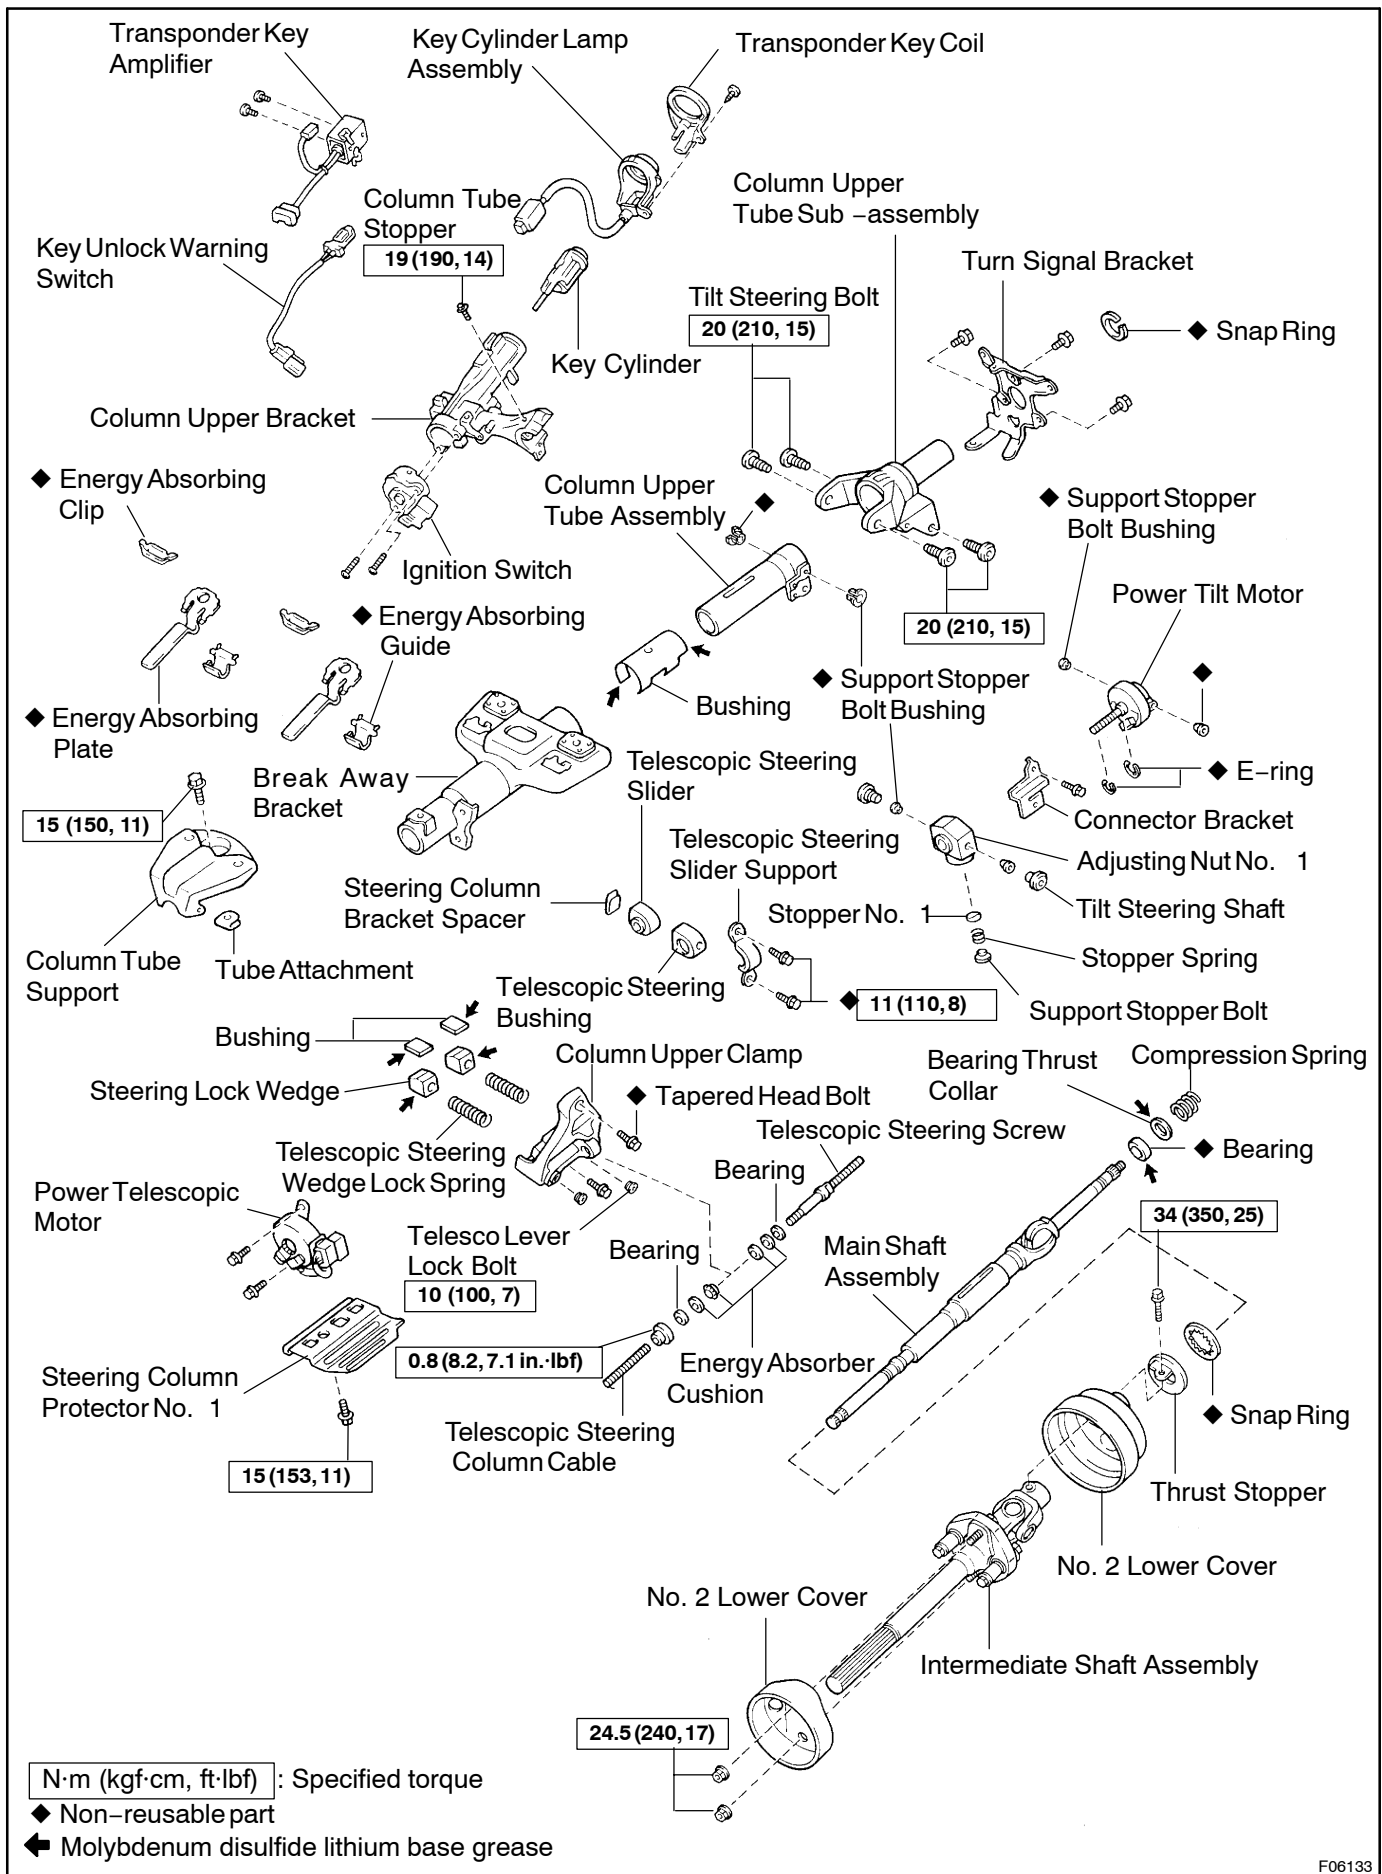 Transponder Key
Amplifier
Key Cylinder Lamp
Assembly
Transponder Key Coil
Column Tube
Stopper
19 (190, 14)
Column Upper
Tube Sub –assembly
Key Unlock Warning
Switch
Turn Signal Bracket
Tilt Steering Bolt
20 (210, 15)
◆ Snap Ring
Key Cylinder
Column Upper Bracket
◆ Energy Absorbing
Clip
Column Upper
Tube Assembly
◆
◆ Support Stopper
Bolt Bushing
Ignition Switch
Power Tilt Motor
◆ Energy Absorbing
Guide
20 (210, 15)
◆ Support Stopper
Bolt Bushing
◆
◆ Energy Absorbing
Plate
Bushing
Break Away
Bracket
Telescopic Steering
Slider
◆ E–ring
15 (150, 11)
Connector Bracket
Telescopic Steering
Slider Support
Adjusting Nut No. 1
Steering Column
Bracket Spacer
Stopper No. 1
Tilt Steering Shaft
Column Tube
Support
Tube Attachment
Stopper Spring
Telescopic Steering
Bushing
◆ 11 (110, 8)
Support Stopper Bolt
Bushing
Column Upper Clamp
Bearing Thrust
Collar
Compression Spring
Steering Lock Wedge
◆ Tapered Head Bolt
Telescopic Steering Screw
Telescopic Steering
Wedge Lock Spring
Bearing
◆ Bearing
Power Telescopic
Motor
34 (350, 25)
Telesco Lever
Lock Bolt
10 (100, 7)
Bearing
Main Shaft
Assembly
0.8 (8.2, 7.1 in.·lbf)
Energy Absorber
Cushion
Steering Column
Protector No. 1
◆ Snap Ring
Telescopic Steering
Column Cable
15 (153, 11)
Thrust Stopper
No. 2 Lower Cover
No. 2 Lower Cover
Intermediate Shaft Assembly
24.5 (240, 17)
N·m (kgf·cm, ft·lbf) : Specified torque
◆ Non–reusable part
Molybdenum disulfide lithium base grease
F06133